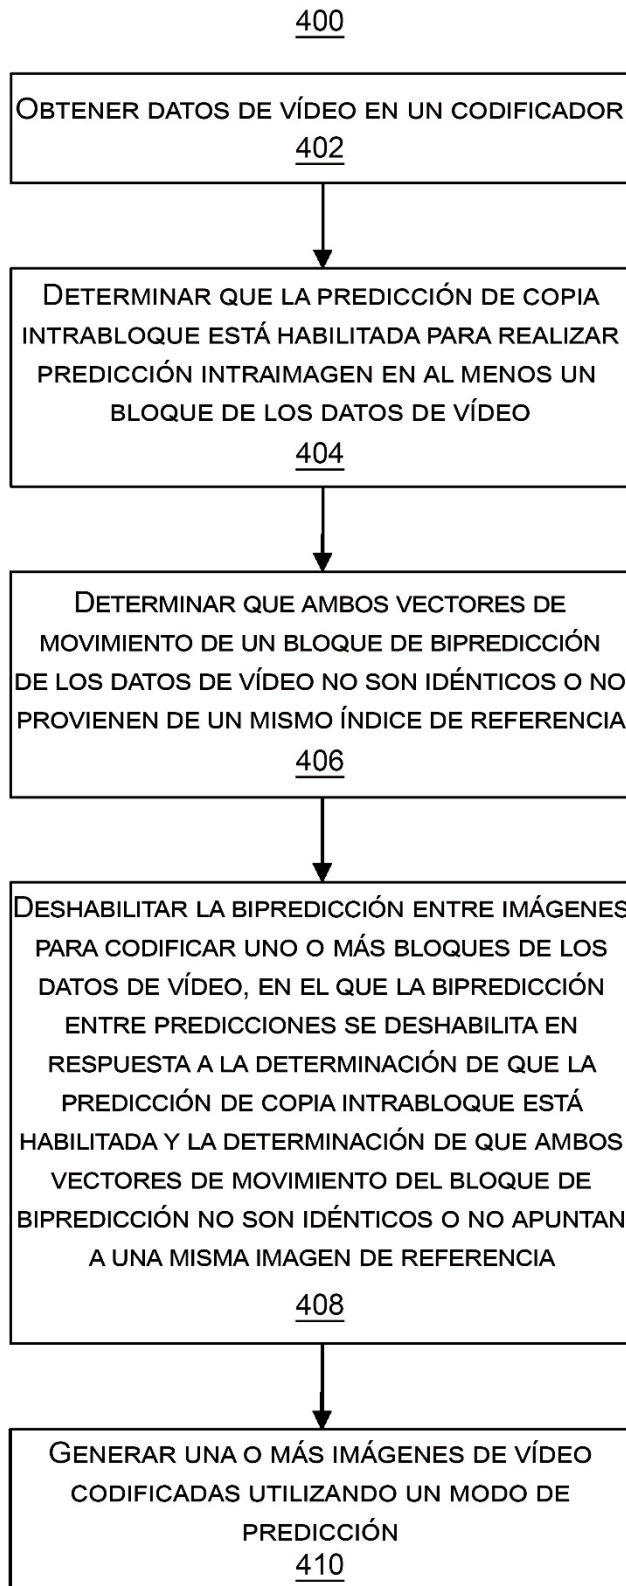 400
OBTENER DATOS DE VÍDEO EN UN CODIFICADOR
402
DETERMINAR QUE LA PREDICCIÓN DE COPIA
INTRABLOQUE ESTÁ HABILITADA PARA REALIZAR
PREDICCIÓN INTRAIMAGEN EN AL MENOS UN
BLOQUE DE LOS DATOS DE VÍDEO
404
DETERMINAR QUE AMBOS VECTORES DE
MOVIMIENTO DE UN BLOQUE DE BIPREDICCIÓN
DE LOS DATOS DE VÍDEO NO SON IDÉNTICOS O NO
PROVIENEN DE UN MISMO ÍNDICE DE REFERENCIA
406
DESHABILITAR LA BIPREDICCIÓN ENTRE IMÁGENES
PARA CODIFICAR UNO O MÁS BLOQUES DE LOS
DATOS DE VÍDEO, EN EL QUE LA BIPREDICCIÓN
ENTRE PREDICCIONES SE DESHABILITA EN
RESPUESTA A LA DETERMINACIÓN DE QUE LA
PREDICCIÓN DE COPIA INTRABLOQUE ESTÁ
HABILITADA Y LA DETERMINACIÓN DE QUE AMBOS
VECTORES DE MOVIMIENTO DEL BLOQUE DE
BIPREDICCIÓN NO SON IDÉNTICOS O NO APUNTAN
A UNA MISMA IMAGEN DE REFERENCIA
408
GENERAR UNA O MÁS IMÁGENES DE VÍDEO
CODIFICADAS UTILIZANDO UN MODO DE
PREDICCIÓN
410